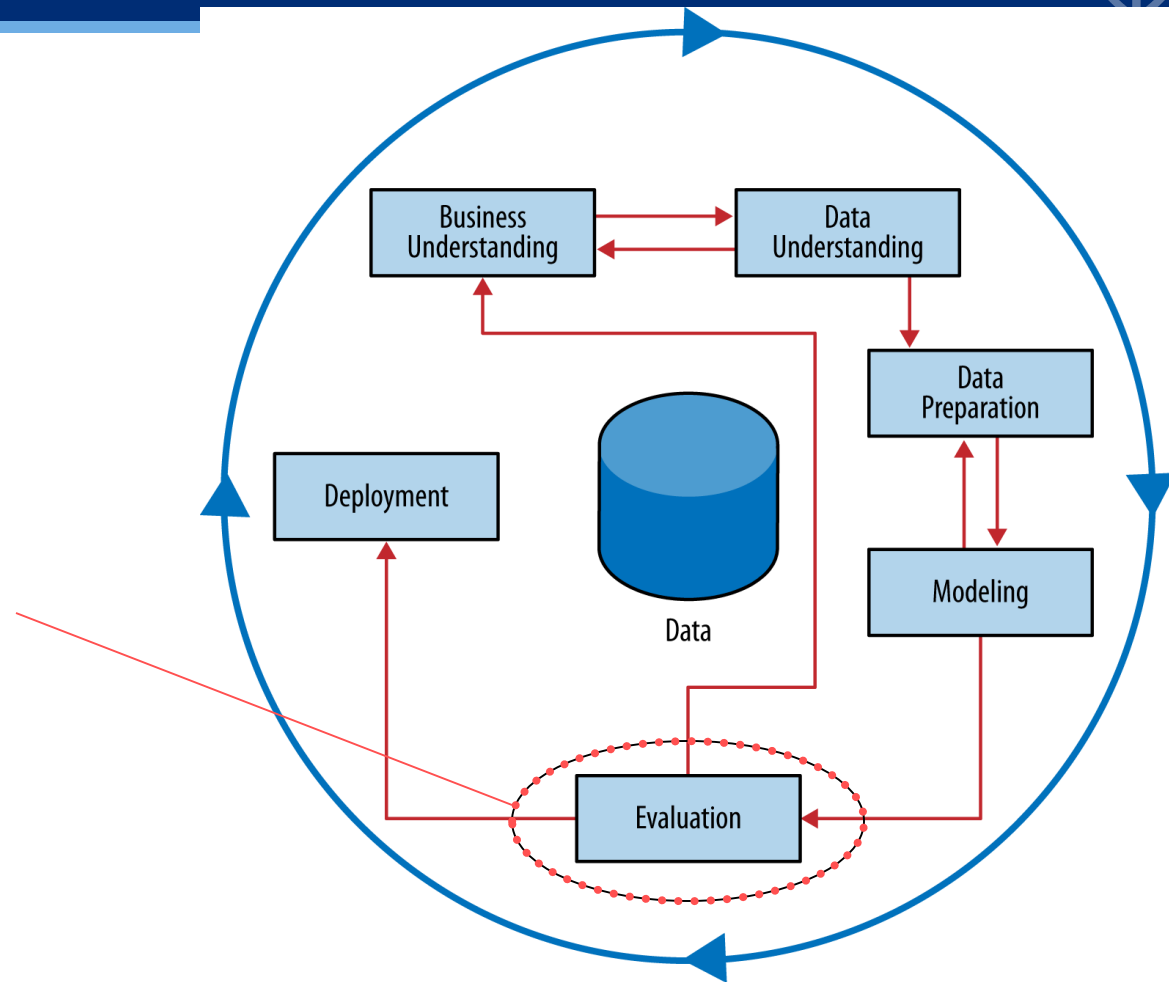 Business
Understanding
Data
Understanding
Data
Preparation
Deployment
Modeling
Data
Evaluation